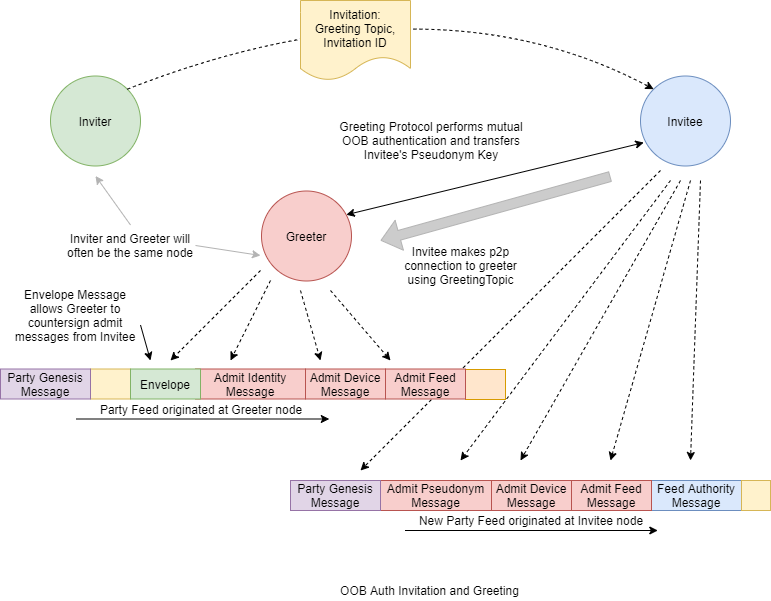 Invitation:
Greeting Topic,
Invitation ID
Inviter
Invitee
Greeting Protocol performs mutual
OOB authentication and transfers
Invitee's Pseudonym Key
Greeter
Inviter and Greeter will
often be the same node
Invitee makes p2p
connection to greeter
using GreetingTopic
Envelope Message
allows Greeter to
countersign admit
messages from Invitee
Party Genesis
Message
Envelope
Admit Identity
Message
Admit Device
Message
Admit Feed
Message
Party Feed originated at Greeter node
Party Genesis
Message
Admit Pseudonym
Message
Admit Device
Message
Admit Feed
Message
Feed Authority
Message
New Party Feed originated at Invitee node
OOB Auth Invitation and Greeting